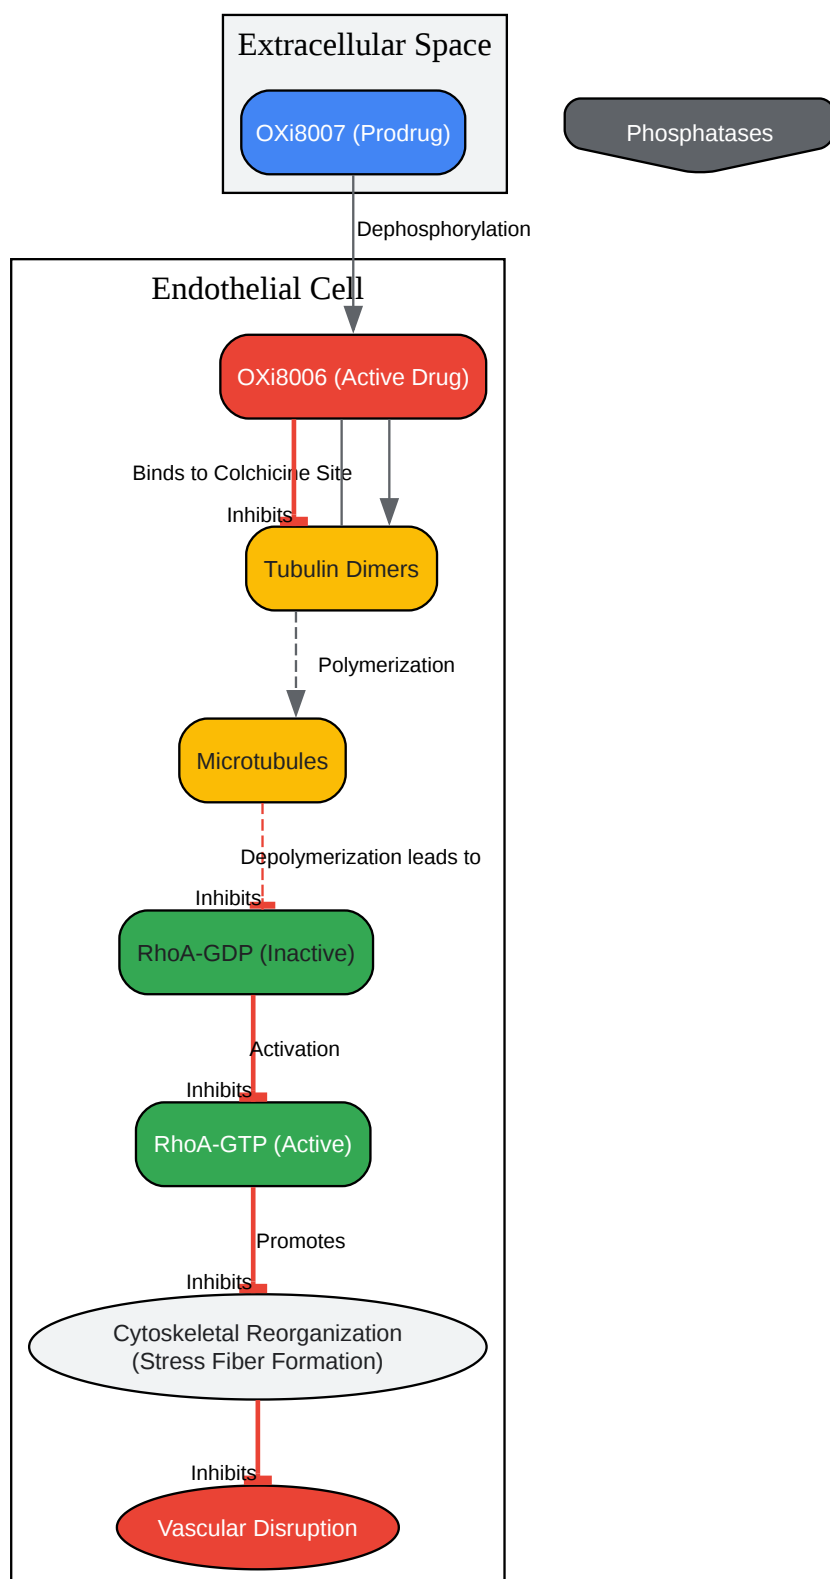 Extracellular Space
OXi8007 (Prodrug)
Phosphatases
Dephosphorylation
Endothelial Cell
OXi8006 (Active Drug)
Binds to Colchicine Site
Inhibits
Tubulin Dimers
Polymerization
Microtubules
Depolymerization leads to
Inhibits
RhoA-GDP (Inactive)
Activation
Inhibits
RhoA-GTP (Active)
Promotes
Inhibits
Cytoskeletal Reorganization
(Stress Fiber Formation)
Inhibits
Vascular Disruption